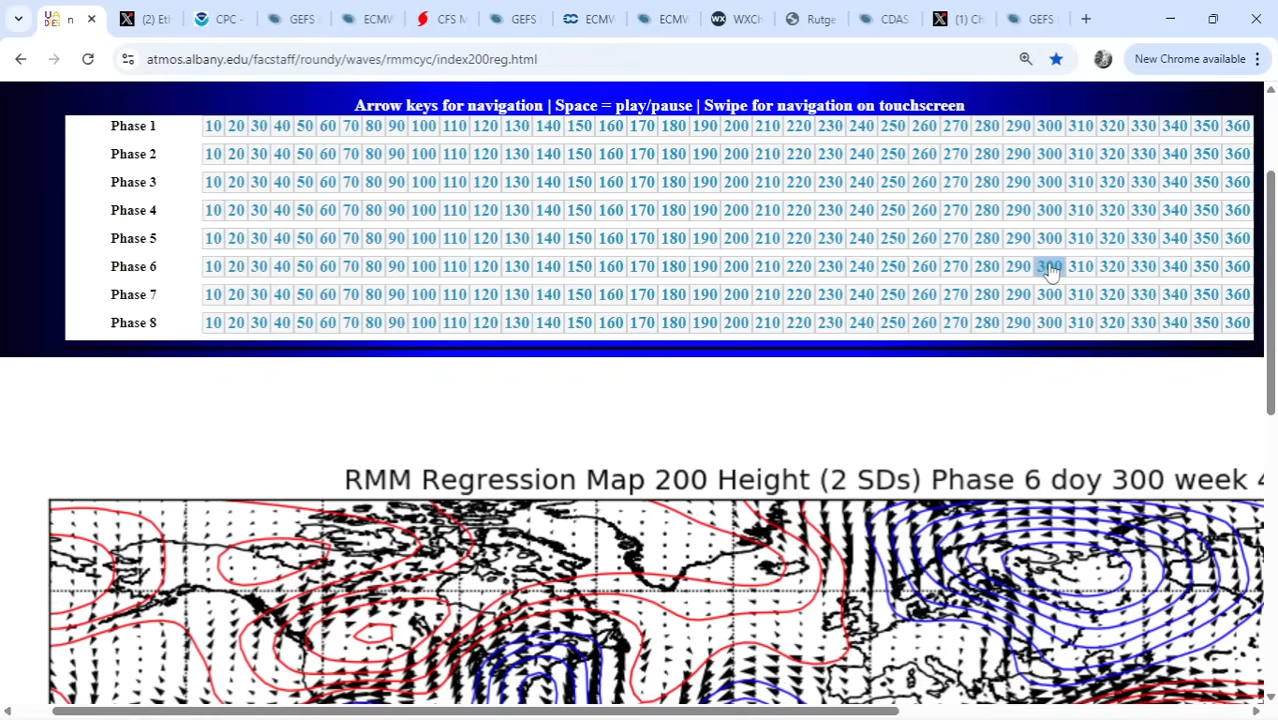 n
(2) Eth
CPC -
GEFS
ECMW
CFS M
GEFS
ECMW
ECMW
WXCh
Rutge
CDAS
(1) Ch
GEFS
atmos.albany.edu/facstaff/roundy/waves/rmmcyc/index200reg.html
New Chrome available
Arrow keys for navigation | Space = play/pause | Swipe for navigation on touchscreen
Phase 1 10 20 30 40 50 60 70 80 90 100 110 120 130 140 150 160 170 180 190 200 210 220 230 240 250 260 270 280 290 300 310 320 330 340 350 360
Phase 2 10 20 30 40 50 60 70 80 90 100 110 120 130 140 150 160 170 180 190 200 210 220 230 240 250 260 270 280 290 300 310 320 330 340 350 360
Phase 3 10 20 30 40 50 60 70 80 90 100 110 120 130 140 150 160 170 180 190 200 210 220 230 240 250 260 270 280 290 300 310 320 330 340 350 360
Phase 4 10 20 30 40 50 60 70 80 90 100 110 120 130 140 150 160 170 180 190 200 210 220 230 240 250 260 270 280 290 300 310 320 330 340 350 360
Phase 5 10 20 30 40 50 60 70 80 90 100 110 120 130 140 150 160 170 180 190 200 210 220 230 240 250 260 270 280 290 300 310 320 330 340 350 360
Phase 6 10 20 30 40 50 60 70 80 90 100 110 120 130 140 150 160 170 180 190 200 210 220 230 240 250 260 270 280 290 300 310 320 330 340 350 360
Phase 7 10 20 30 40 50 60 70 80 90 100 110 120 130 140 150 160 170 180 190 200 210 220 230 240 250 260 270 280 290 300 310 320 330 340 350 360
Phase 8 10 20 30 40 50 60 70 80 90 100 110 120 130 140 150 160 170 180 190 200 210 220 230 240 250 260 270 280 290 300 310 320 330 340 350 360
RMM Regression Map 200 Height (2 SDs) Phase 6 doy 300 week 4